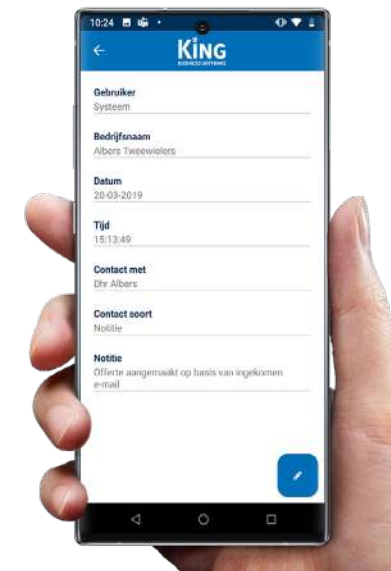 10:24
KING
BUSINESS SOFTWARE
Gebruiker
Systeem
Bedrijfsnaam
Albers Tweewielers
Datum
20-03-2019
Tijd
15:13:49
Contact met
Dhr Albers
Contact soort
Notitie
Notitie
Offerte aangemaakt op basis van ingekomen
e-mail